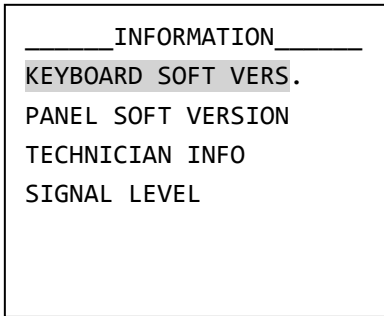 ______INFORMATION______
KEYBOARD SOFT VERS.
PANEL SOFT VERSION
TECHNICIAN INFO
SIGNAL LEVEL